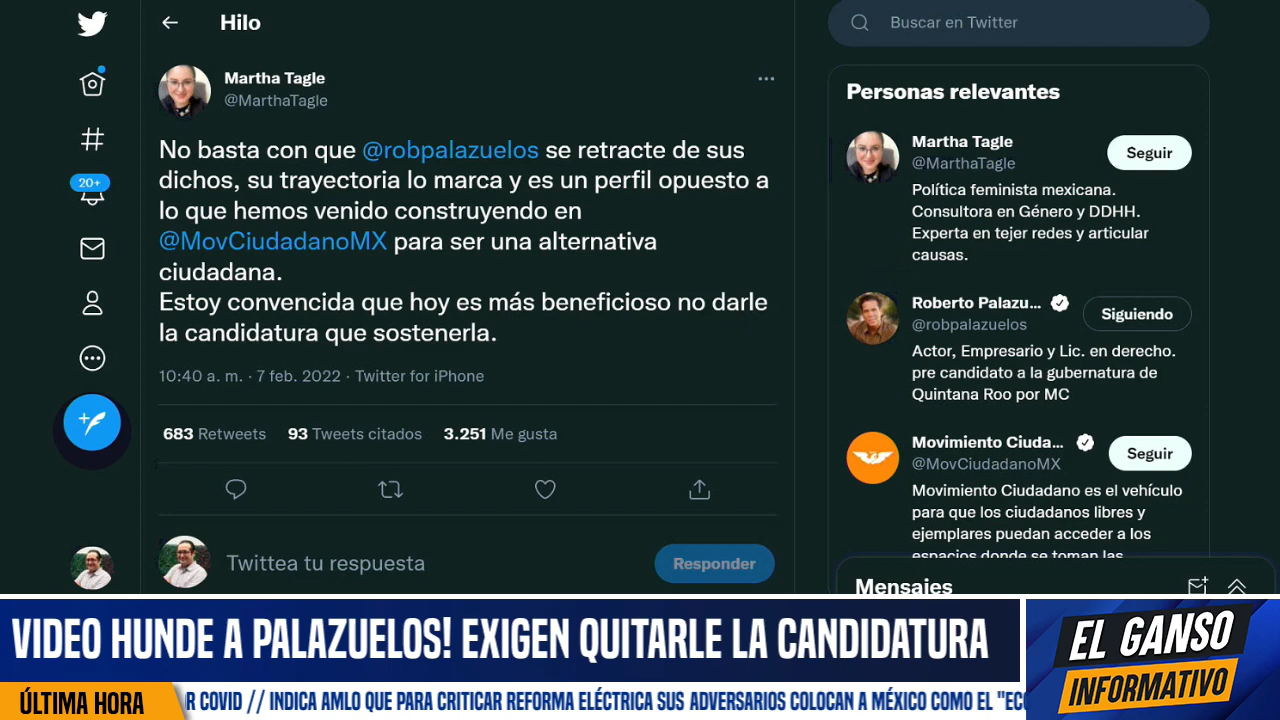 Hilo
Martha Tagle
@MarthaTagle
No basta con que @robpalazuelos se retracte de sus
dichos, su trayectoria lo marca y es un perfil opuesto a
lo que hemos venido construyendo en
@MovCiudadanoMX para ser una alternativa
ciudadana.
Estoy convencida que hoy es más beneficioso no darle
la candidatura que sostenerla.
10:40 a. m. · 7 feb. 2022 · Twitter for iPhone
683 Retweets 93 Tweets citados 3.251 Me gusta
Twittea tu respuesta
Responder
20+
Buscar en Twitter
Personas relevantes
Martha Tagle
@MarthaTagle
Seguir
Política feminista mexicana.
Consultora en Género y DDHH.
Experta en tejer redes y articular
causas.
Roberto Palazu...
@robpalazuelos
Siguiendo
Actor, Empresario y Lic. en derecho.
pre candidato a la gubernatura de
Quintana Roo por MC
Movimiento Ciuda...
@MovCiudadanoMX
Seguir
Movimiento Ciudadano es el vehículo
para que los ciudadanos libres y
ejemplares puedan acceder a los
espacios donde se toman las
Mensajes
VIDEO HUNDE A PALAZUELOS! EXIGEN QUITARLE LA CANDIDATURA
EL GANSO
INFORMATIVO
ÚLTIMA HORA
R COVID // INDICA AMLO QUE PARA CRITICAR REFORMA ELÉCTRICA SUS ADVERSARIOS COLOCAN A MÉXICO COMO EL "EC